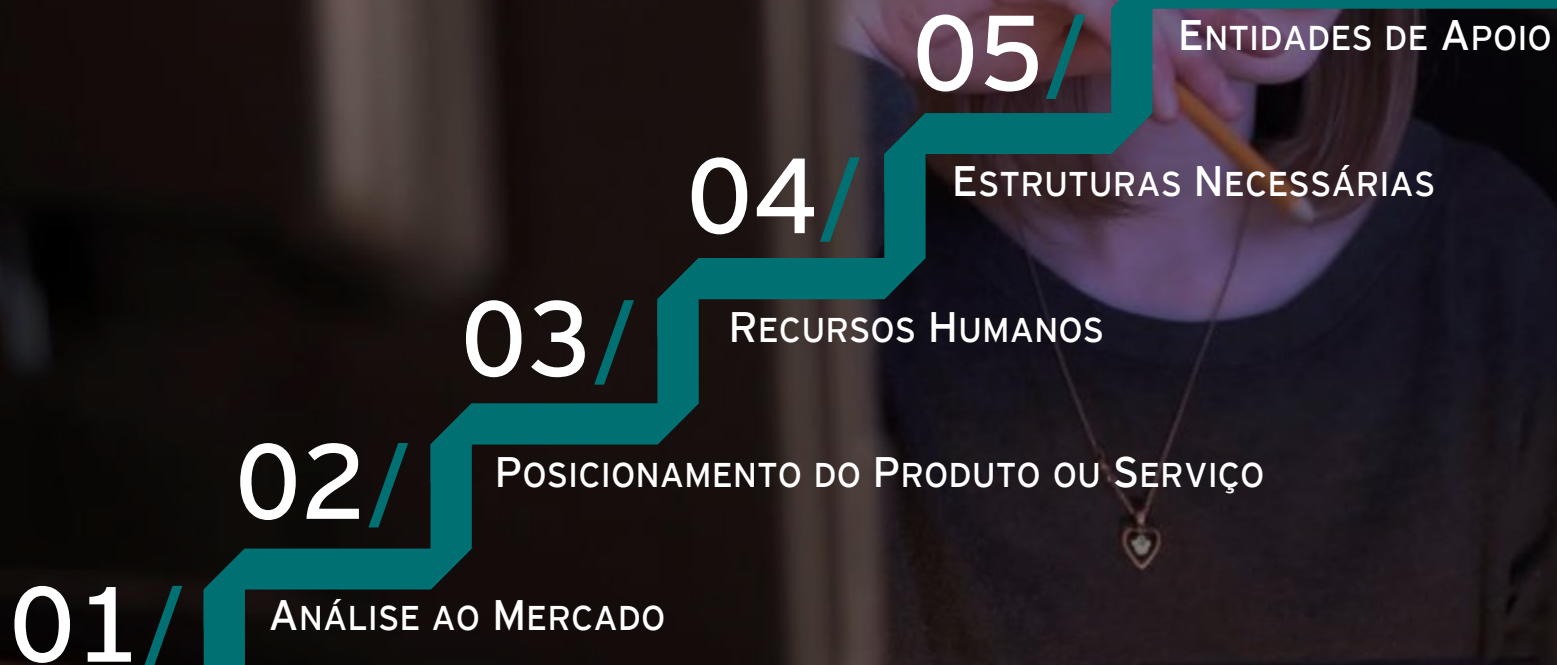 05/ Entidades de Apoio
04/ Estruturas Necessárias
03/ Recursos Humanos
02/ Posicionamento do Produto ou Serviço
01/ Análise ao Mercado